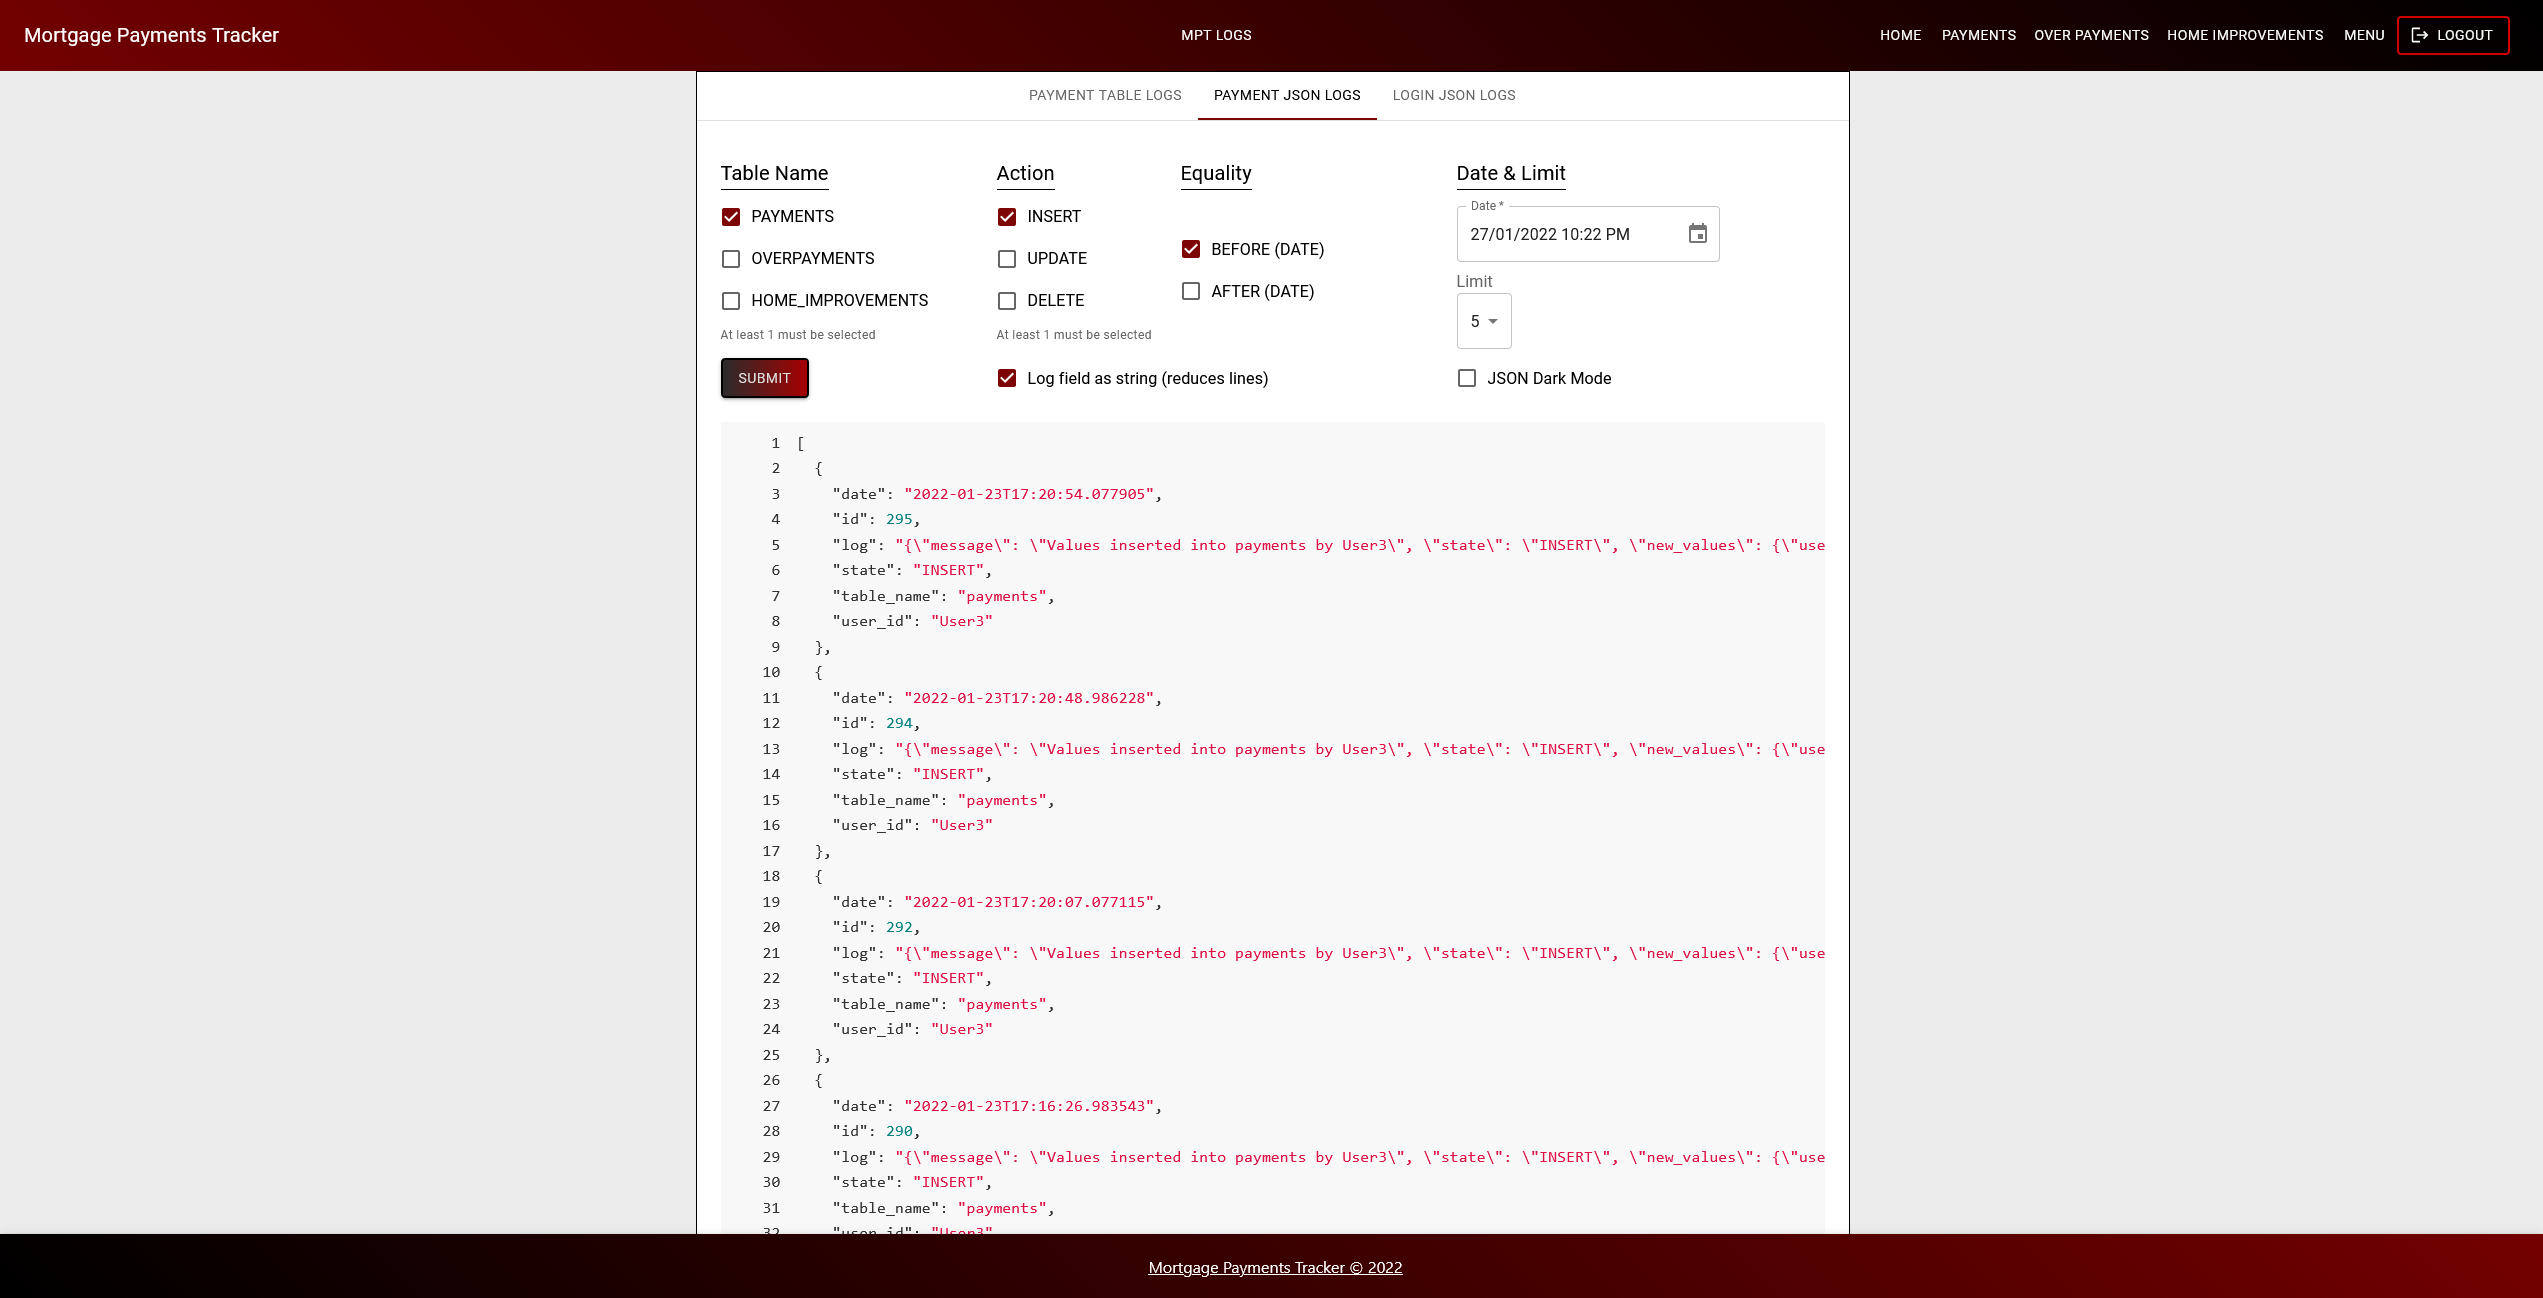 Mortgage Payments Tracker
MPT LOGS
HOME PAYMENTS OVER PAYMENTS HOME IMPROVEMENTS MENU LOGOUT
PAYMENT TABLE LOGS PAYMENT JSON LOGS LOGIN JSON LOGS
Table Name
PAYMENTS
OVERPAYMENTS
HOME_IMPROVEMENTS
At least 1 must be selected
Action
INSERT
UPDATE
DELETE
At least 1 must be selected
Equality
BEFORE (DATE)
AFTER (DATE)
Date & Limit
Date *
27/01/2022 10:22 PM
Limit
5
SUBMIT
Log field as string (reduces lines)
JSON Dark Mode
1 [
2 {
3 "date": "2022-01-23T17:20:54.077905",
4 "id": 295,
5 "log": "{\"message\": \"Values inserted into payments by User3\", \"state\": \"INSERT\", \"new_values\": {\"use
6 "state": "INSERT",
7 "table_name": "payments",
8 "user_id": "User3"
9 },
10 {
11 "date": "2022-01-23T17:20:48.986228",
12 "id": 294,
13 "log": "{\"message\": \"Values inserted into payments by User3\", \"state\": \"INSERT\", \"new_values\": {\"use
14 "state": "INSERT",
15 "table_name": "payments",
16 "user_id": "User3"
17 },
18 {
19 "date": "2022-01-23T17:20:07.077115",
20 "id": 292,
21 "log": "{\"message\": \"Values inserted into payments by User3\", \"state\": \"INSERT\", \"new_values\": {\"use
22 "state": "INSERT",
23 "table_name": "payments",
24 "user_id": "User3"
25 },
26 {
27 "date": "2022-01-23T17:16:26.983543",
28 "id": 290,
29 "log": "{\"message\": \"Values inserted into payments by User3\", \"state\": \"INSERT\", \"new_values\": {\"use
30 "state": "INSERT",
31 "table_name": "payments",
32 "user_id": "User3"
Mortgage Payments Tracker © 2022